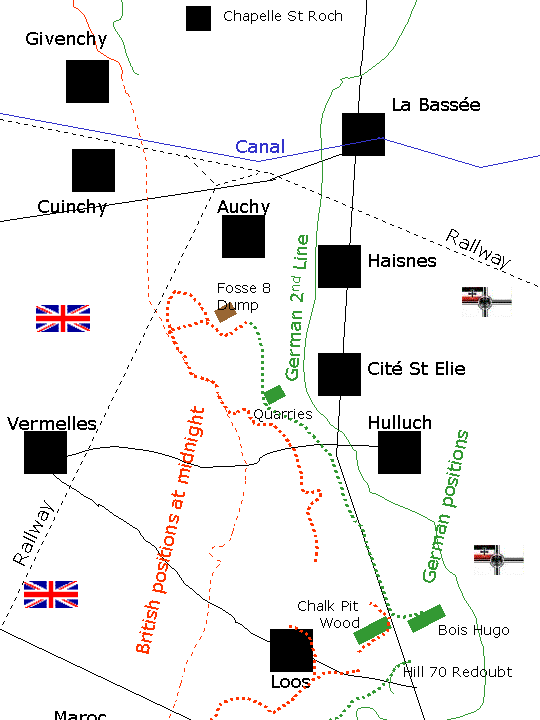 Chapelle St Roch
Givenchy
La Bassée
Canal
Cuinchy
Auchy
Railway
German 2nd Line
Haisnes
Fosse 8
Dump
Cité St Elie
Quarries
Vermelles
Hulluch
British positions at midnight
German positions
Railway
Chalk Pit
Wood
Bois Hugo
Hill 70 Redoubt
Loos
Maroc